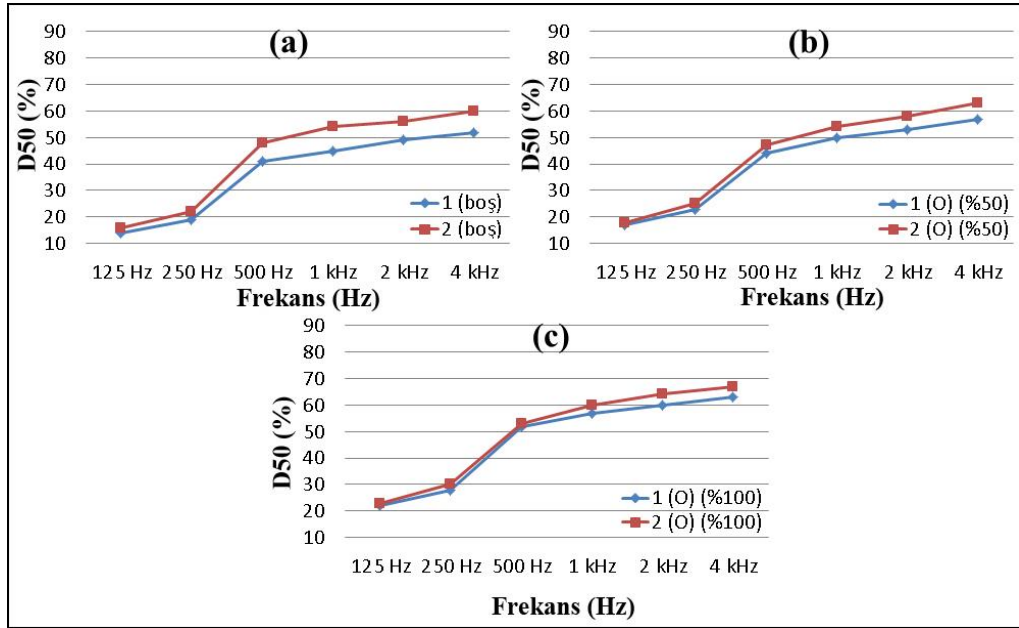 (a)
D50 (%)
90
80
70
60
50
40
30
20
10
1 (boş)
2 (boş)
125 Hz 250 Hz 500 Hz 1 kHz 2 kHz 4 kHz
Frekans (Hz)
(b)
D50 (%)
90
80
70
60
50
40
30
20
10
1 (O) (%50)
2 (O) (%50)
125 Hz 250 Hz 500 Hz 1 kHz 2 kHz 4 kHz
Frekans (Hz)
(c)
D50 (%)
90
80
70
60
50
40
30
20
10
1 (O) (%100)
2 (O) (%100)
125 Hz 250 Hz 500 Hz 1 kHz 2 kHz 4 kHz
Frekans (Hz)